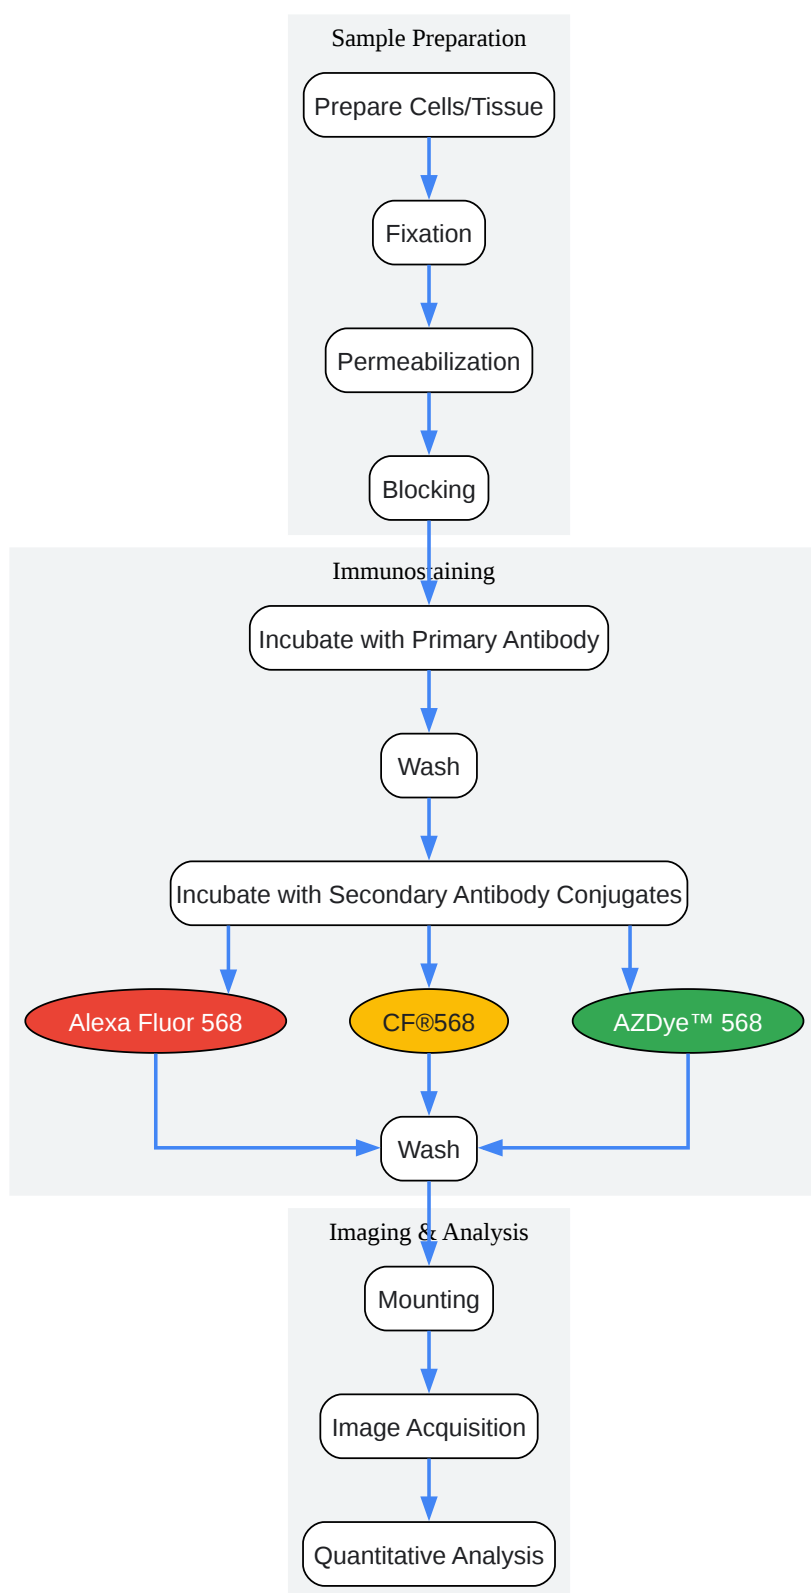 Sample Preparation
Prepare Cells/Tissue
Fixation
Permeabilization
Blocking
Immunostaining
Incubate with Primary Antibody
Wash
Incubate with Secondary Antibody Conjugates
Alexa Fluor 568
CF®568
AZDye™ 568
Wash
Imaging & Analysis
Mounting
Image Acquisition
Quantitative Analysis